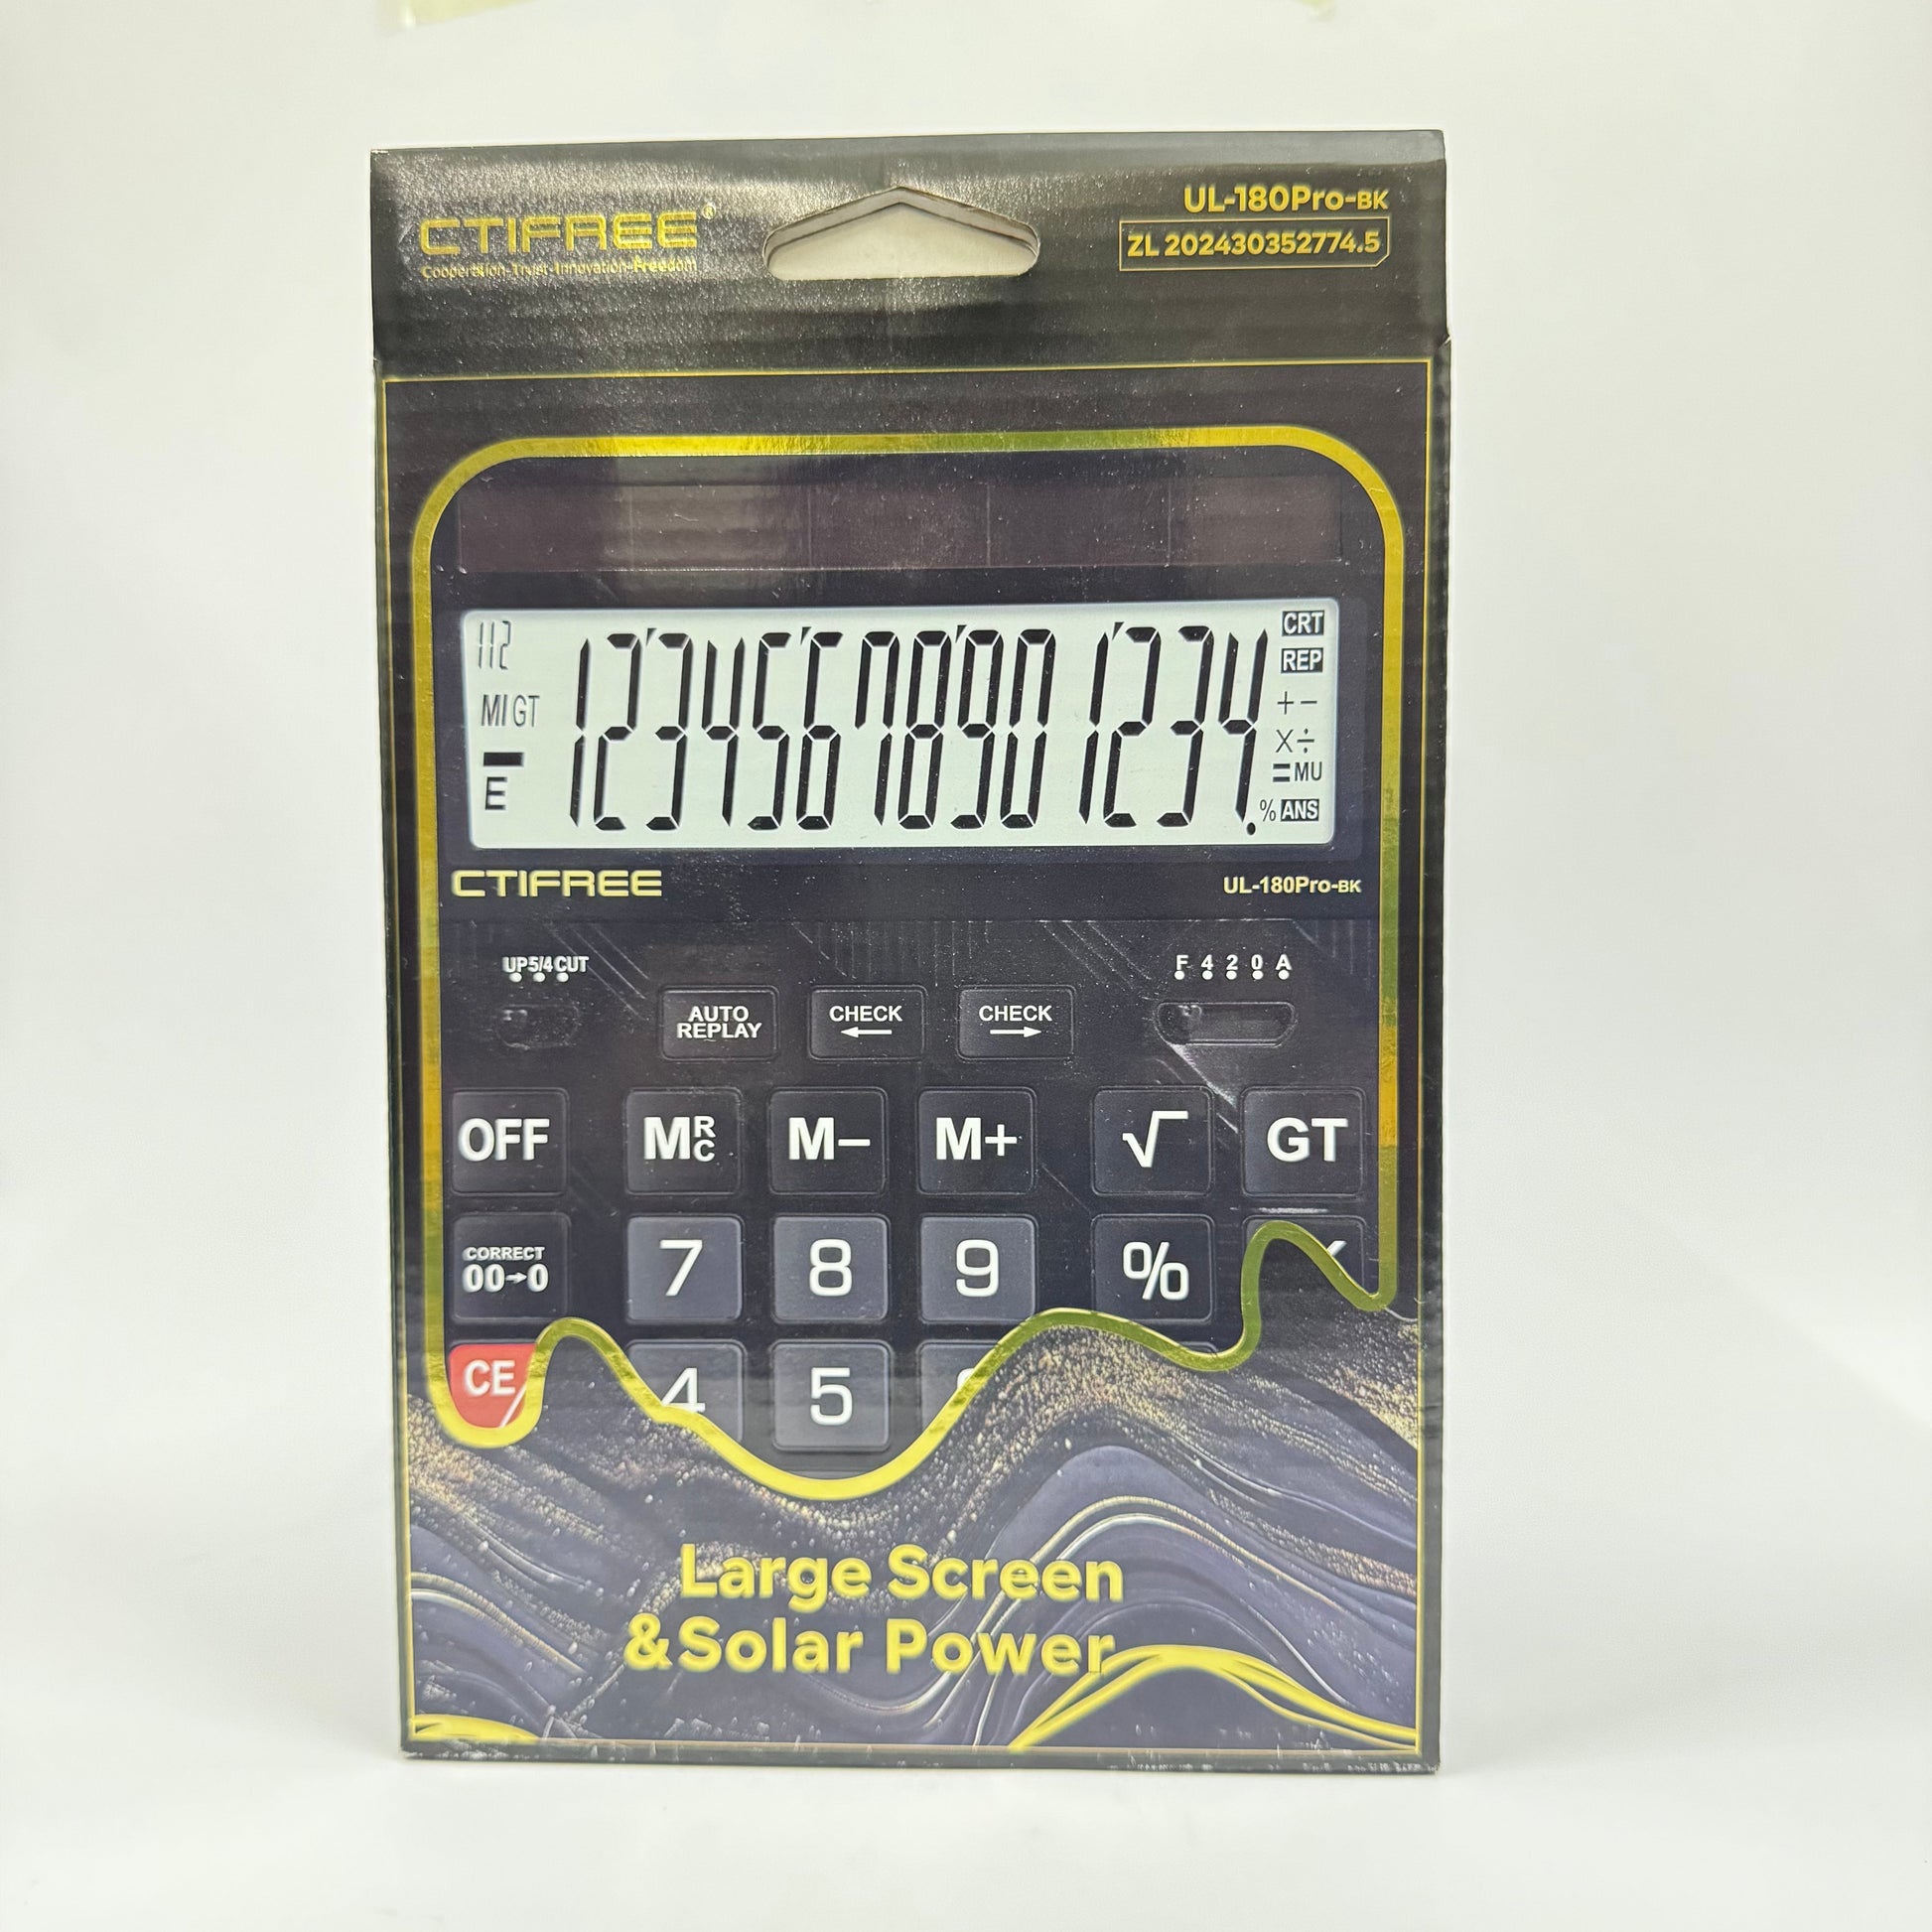 CTIFREE®
Cooperation-Trust-Innovation-Freedom
UL-180Pro-BK
ZL 202430352774.5
112
MI GT
E
12345678901234.
CRT
REP
+−
×÷
=MU
% ANS
CTIFREE
UL-180Pro-BK
UP 5/4 CUT
F 4 2 0 A
AUTO
REPLAY
CHECK
←
CHECK
→
OFF
MRC
M−
M+
√
GT
CORRECT
00→0
7
8
9
%
CE/
4
5
Large Screen
&Solar Power